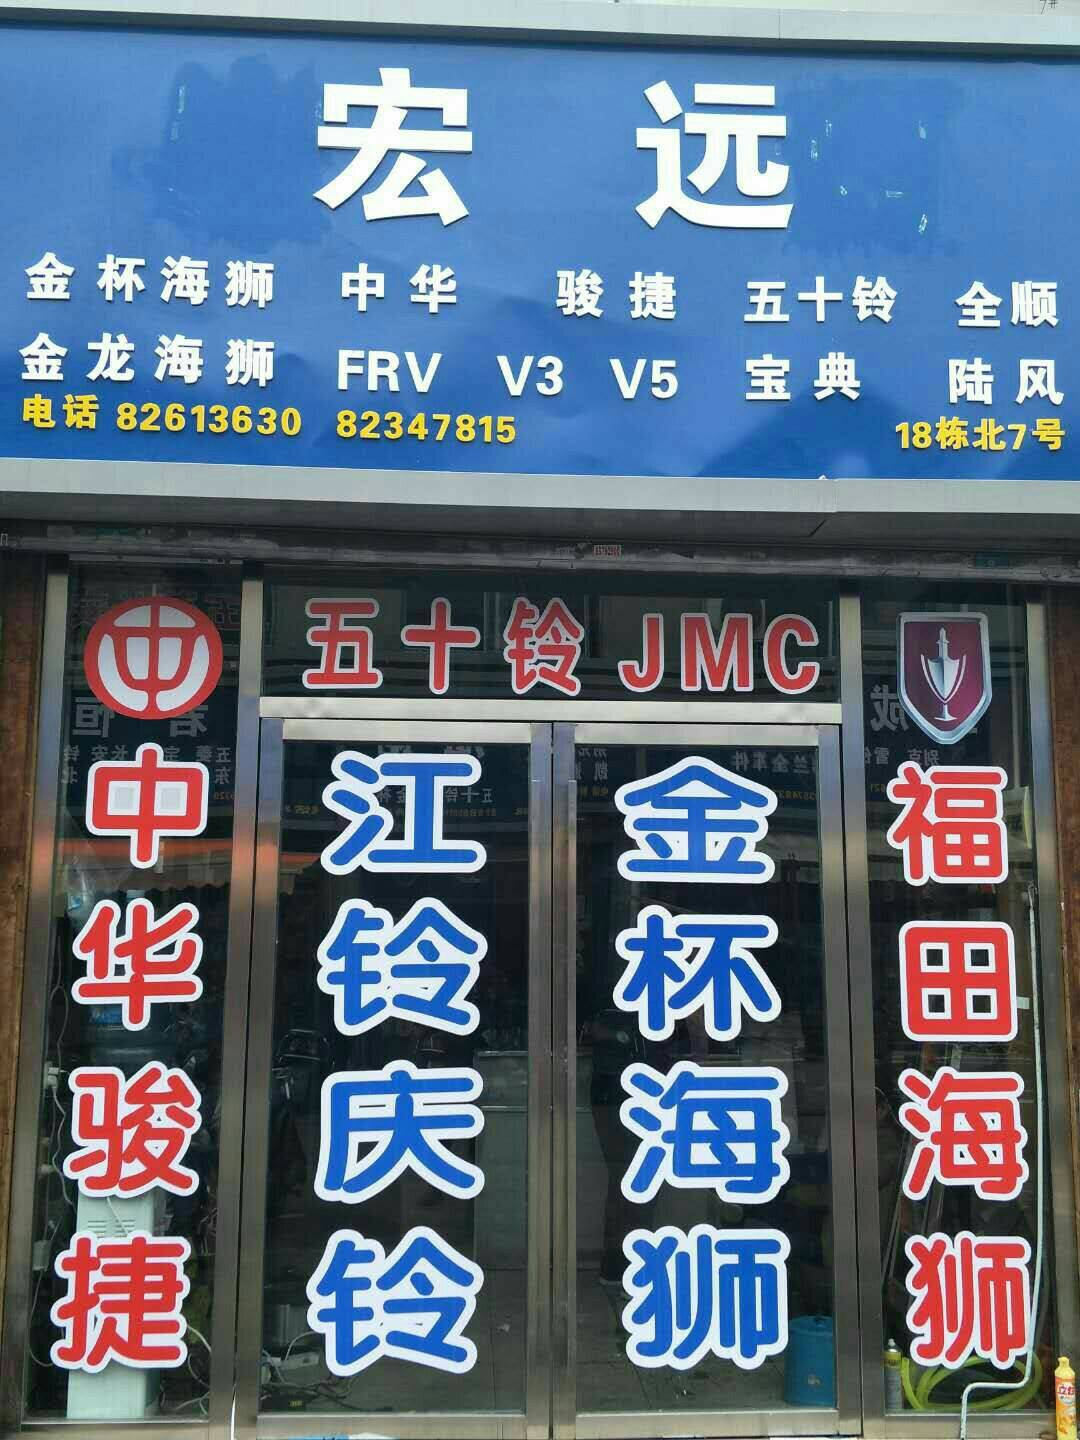 宏远
金杯海狮 中华 骏捷 五十铃 全顺
金龙海狮 FRV V3 V5 宝典 陆风
电话 82613630 82347815 18栋北7号
五十铃 JMC
中华骏捷
江铃庆铃
金杯海狮
福田海狮